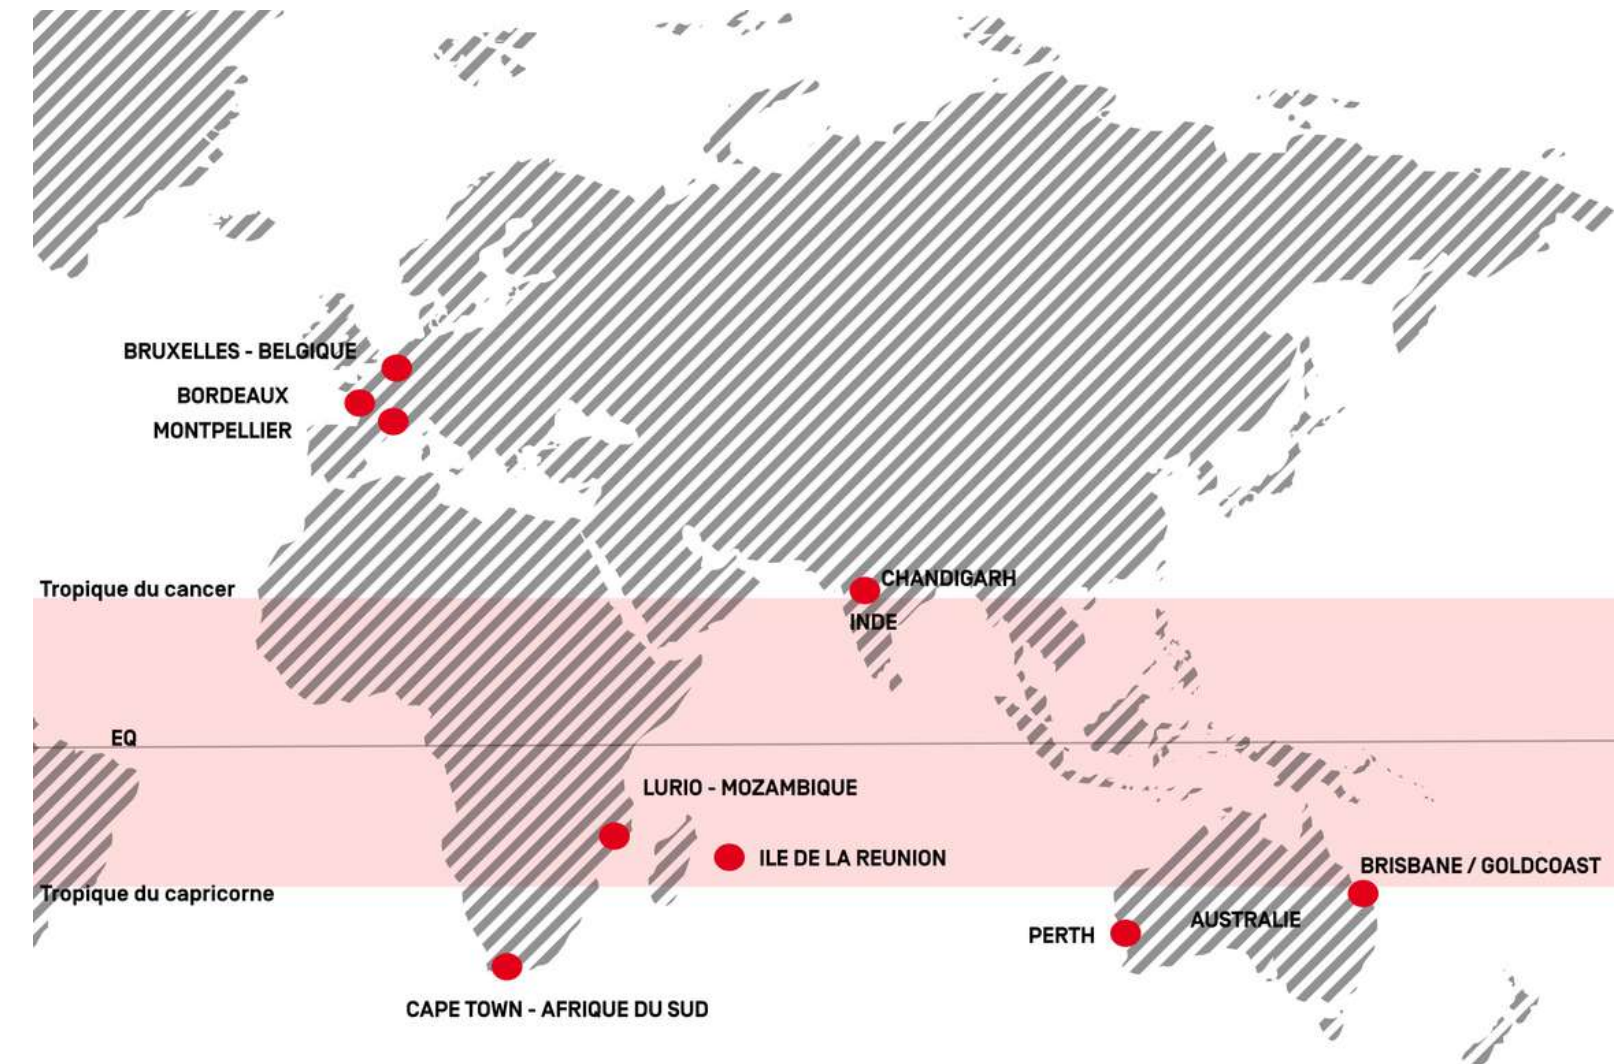 BRUXELLES - BELGIQUE
BORDEAUX
MONTPELLIER
CHANDIGARH
Tropique du cancer
INDE
EQ
LURIO - MOZAMBIQUE
ILE DE LA REUNION
BRISBANE / GOLDCOAST
Tropique du capricorne
AUSTRALIE
PERTH
CAPE TOWN - AFRIQUE DU SUD